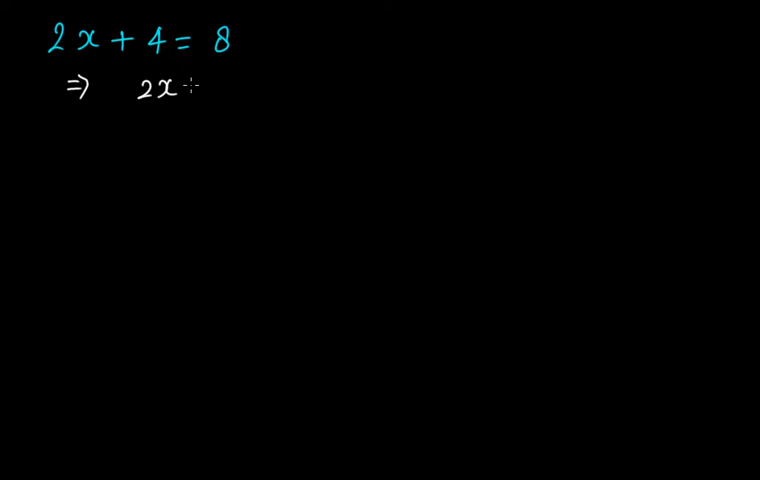 2x + 4 = 8
⇒ 2x